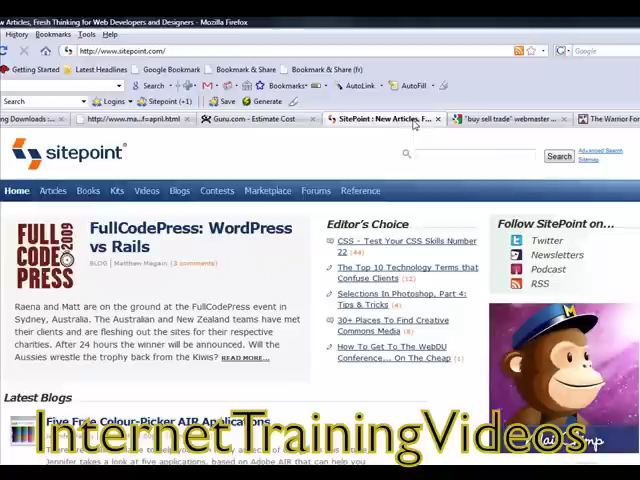 w Articles, Fresh Thinking for Web Developers and Designers - Mozilla Firefox
History Bookmarks Tools Help
http://www.sitepoint.com/
Google
Getting Started Latest Headlines Google Bookmark Bookmark & Share Bookmark & Share (fr)
Search Bookmarks AutoLink AutoFill
Search Logins Sitepoint (+1) Save Generate
ng Downloads :... http://www.ma...f=april.html Guru.com - Estimate Cost SitePoint : New Articles, F... "buy sell trade" webmaster ... The Warrior For
sitepoint
Search
Advanced Search
Sitemap
Home Articles Books Kits Videos Blogs Contests Marketplace Forums Reference
FULL
CODE
PRESS
2009
FullCodePress: WordPress
vs Rails
BLOG | Matthew Magain | (3 comments)
Raena and Matt are on the ground at the FullCodePress event in
Sydney, Australia. The Australian and New Zealand teams have met
their clients and are fleshing out the sites for their respective
charities. After 24 hours the winner will be announced. Will the
Aussies wrestle the trophy back from the Kiwis? READ MORE...
Editor's Choice
CSS - Test Your CSS Skills Number
22 (44)
The Top 10 Technology Terms that
Confuse Clients (12)
Selections In Photoshop, Part 4:
Tips & Tricks (4)
30+ Places To Find Creative
Commons Media (8)
How To Get To the WebDU
Conference... On The Cheap (1)
Follow SitePoint on...
Twitter
Newsletters
Podcast
RSS
Latest Blogs
Five Free Colour-Picker AIR Applications
Jennifer takes a look at five applications, based on Adobe AIR that can help you
InternetTrainingVideos